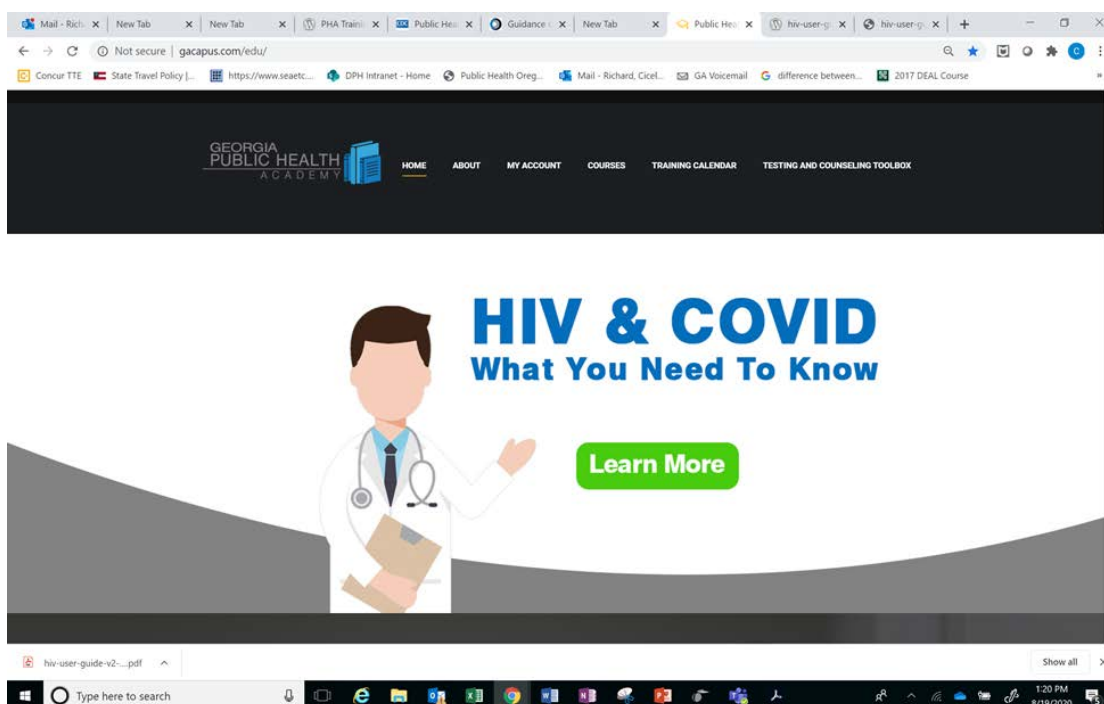 Mail - Rich
New Tab
New Tab
PHA Traini
CDC
Public Hea
Guidance
New Tab
Public Hea
hiv-user-g
hiv-user-g
Not secure | gacapus.com/edu/
Concur TTE
State Travel Policy |...
https://www.seaetc...
DPH Intranet - Home
Public Health Oreg...
Mail - Richard, Cicel...
GA Voicemail
difference between...
2017 DEAL Course
GEORGIA
PUBLIC HEALTH
ACADEMY
HOME
ABOUT
MY ACCOUNT
COURSES
TRAINING CALENDAR
TESTING AND COUNSELING TOOLBOX
HIV & COVID
What You Need To Know
Learn More
hiv-user-guide-v2-....pdf
Show all
Type here to search
1:20 PM
8/19/2020